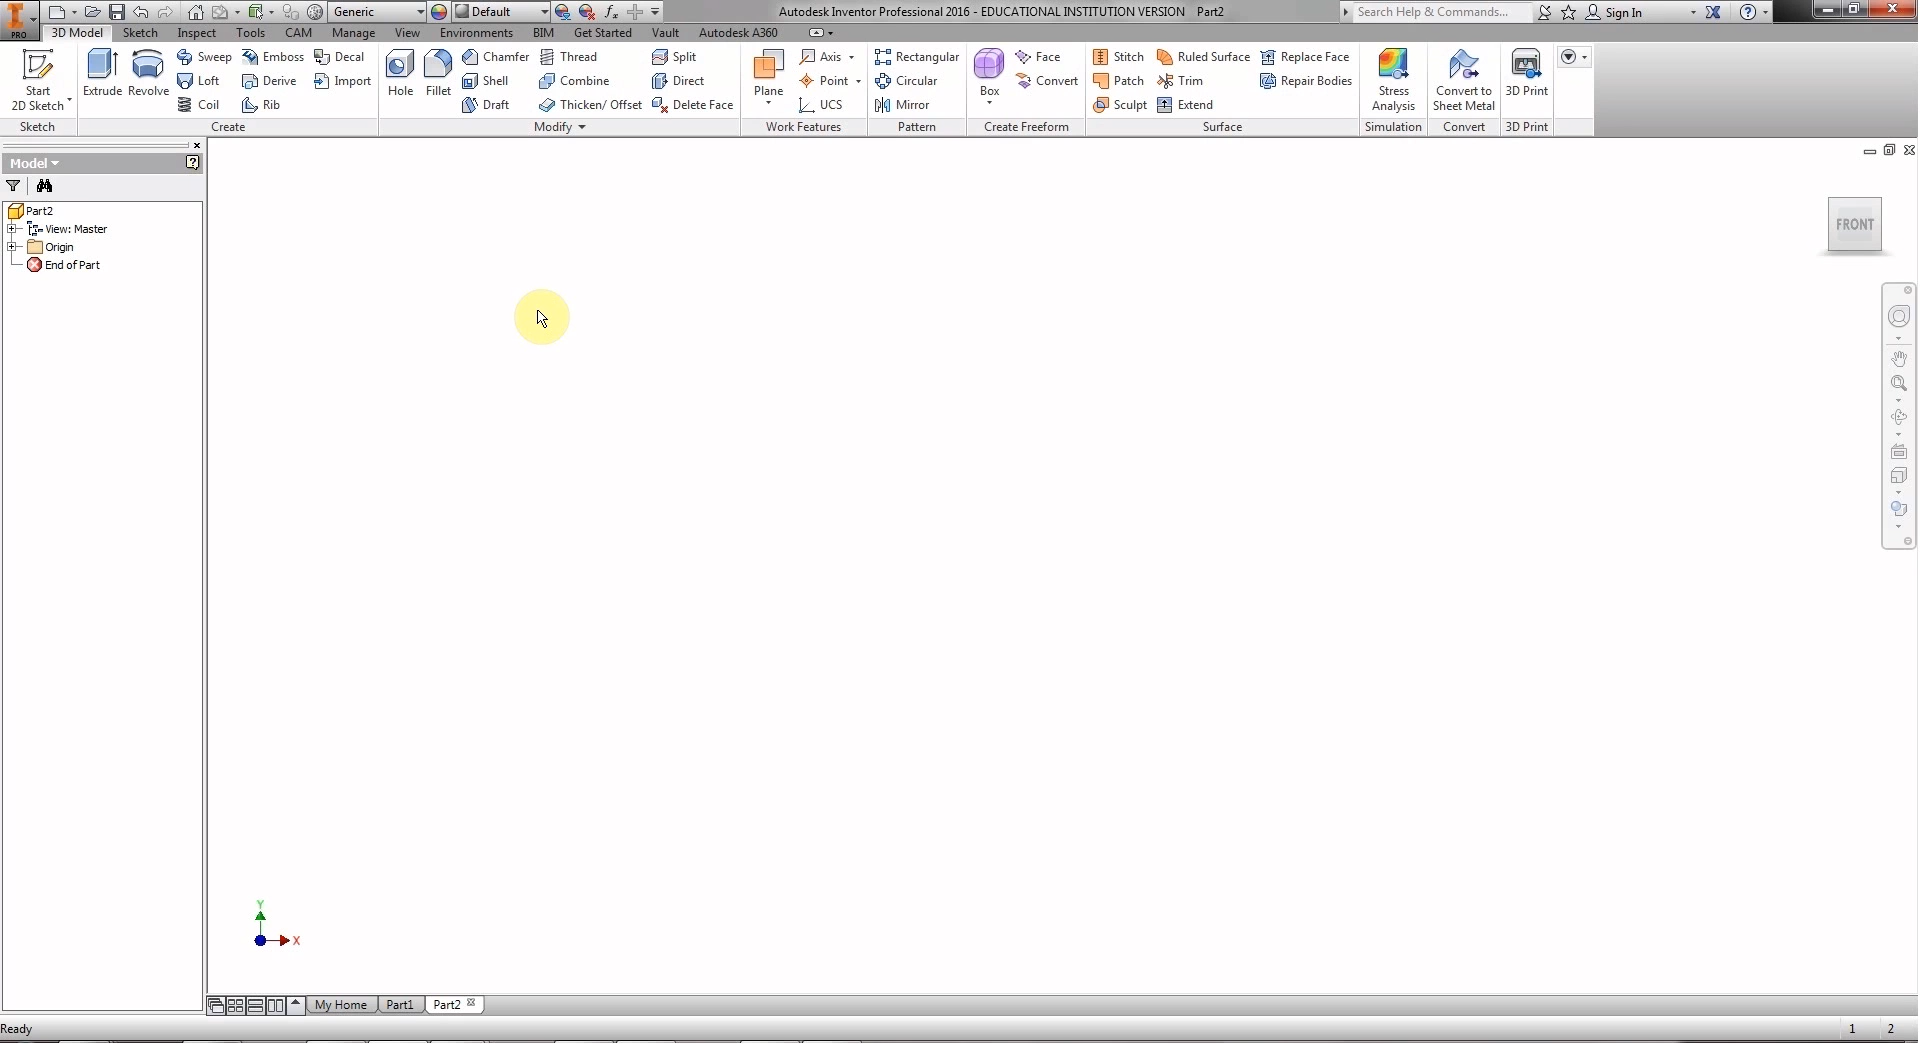 Generic
Default
fx
Autodesk Inventor Professional 2016 - EDUCATIONAL INSTITUTION VERSION Part2
Search Help & Commands...
Sign In
PRO
3D Model Sketch Inspect Tools CAM Manage View Environments BIM Get Started Vault Autodesk A360
Start
2D Sketch
Sketch
Extrude
Revolve
Sweep
Loft
Coil
Emboss
Derive
Rib
Decal
Import
Create
Hole
Fillet
Chamfer
Shell
Draft
Thread
Combine
Thicken/ Offset
Split
Direct
Delete Face
Modify
Plane
Axis
Point
UCS
Work Features
Rectangular
Circular
Mirror
Pattern
Box
Face
Convert
Create Freeform
Stitch
Patch
Sculpt
Ruled Surface
Trim
Extend
Replace Face
Repair Bodies
Surface
Stress
Analysis
Simulation
Convert to
Sheet Metal
Convert
3D Print
3D Print
Model
Part2
View: Master
Origin
End of Part
FRONT
Y
X
My Home Part1 Part2
Ready
1 2